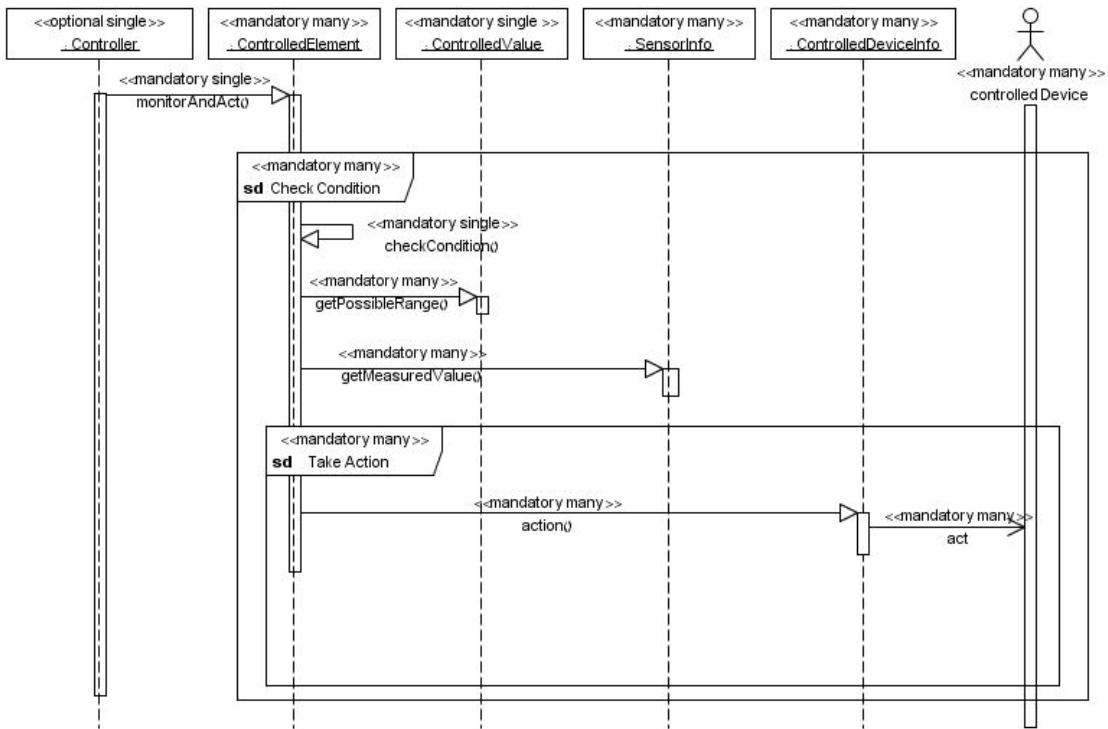 <<optional single>>
: Controller
<<mandatory many>>
: ControlledElement
<<mandatory single >>
: ControlledValue
<<mandatory many>>
: SensorInfo
<<mandatory many>>
: ControlledDeviceInfo
<<mandatory many>>
controlled Device
<<mandatory single>>
monitorAndAct()
<<mandatory many>>
sd Check Condition
<<mandatory single>>
checkCondition()
<<mandatory many>>
getPossibleRange()
<<mandatory many>>
getMeasuredValue()
<<mandatory many>>
sd Take Action
<<mandatory many>>
action()
<<mandatory many>>
act